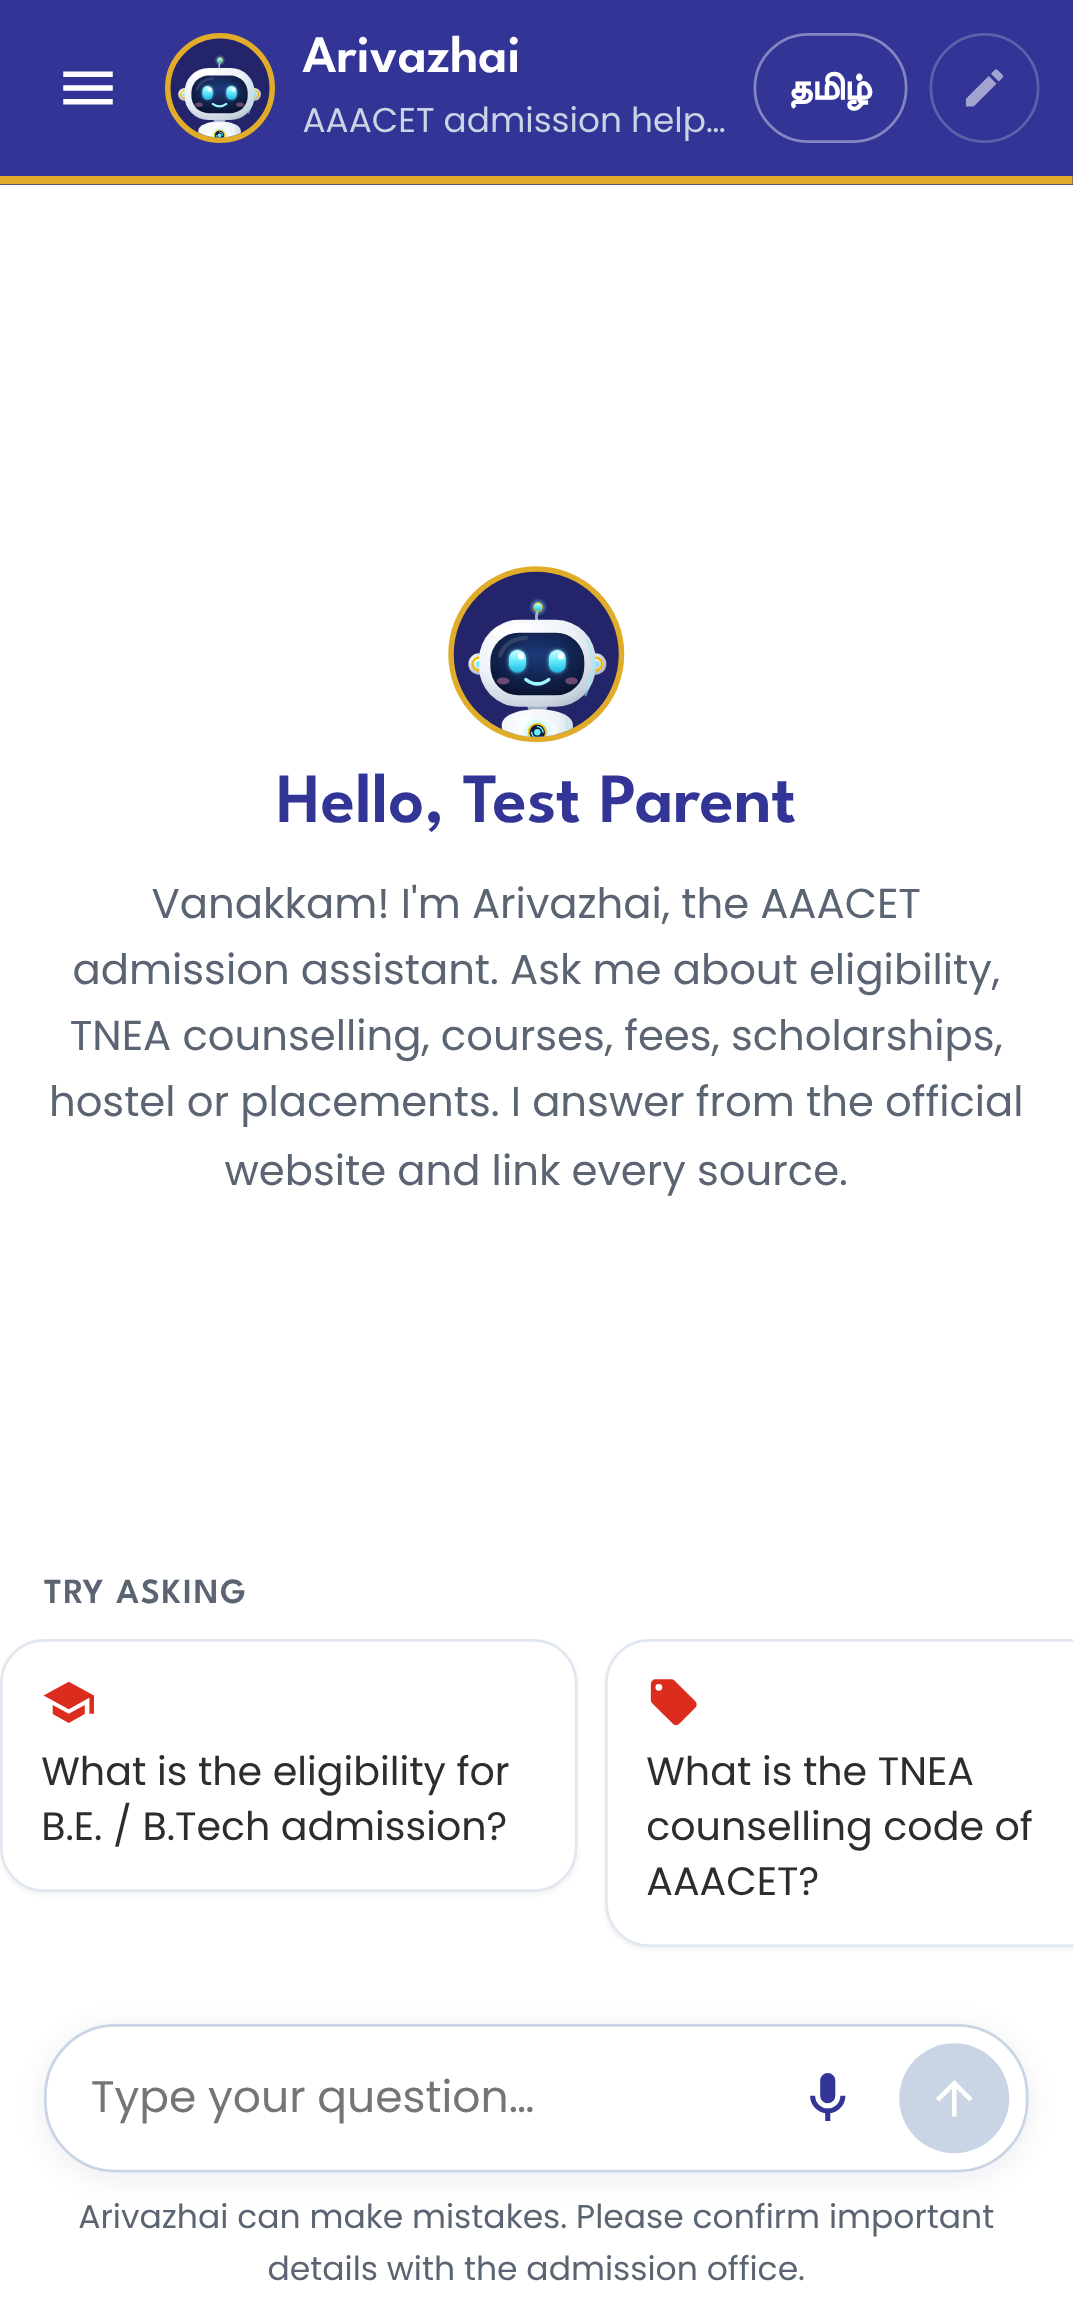 Arivazhai
AAACET admission help...
தமிழ்
Hello, Test Parent
Vanakkam! I'm Arivazhai, the AAACET
admission assistant. Ask me about eligibility,
TNEA counselling, courses, fees, scholarships,
hostel or placements. I answer from the official
website and link every source.
TRY ASKING
What is the eligibility for
B.E. / B.Tech admission?
What is the TNEA
counselling code of
AAACET?
Type your question...
Arivazhai can make mistakes. Please confirm important
details with the admission office.